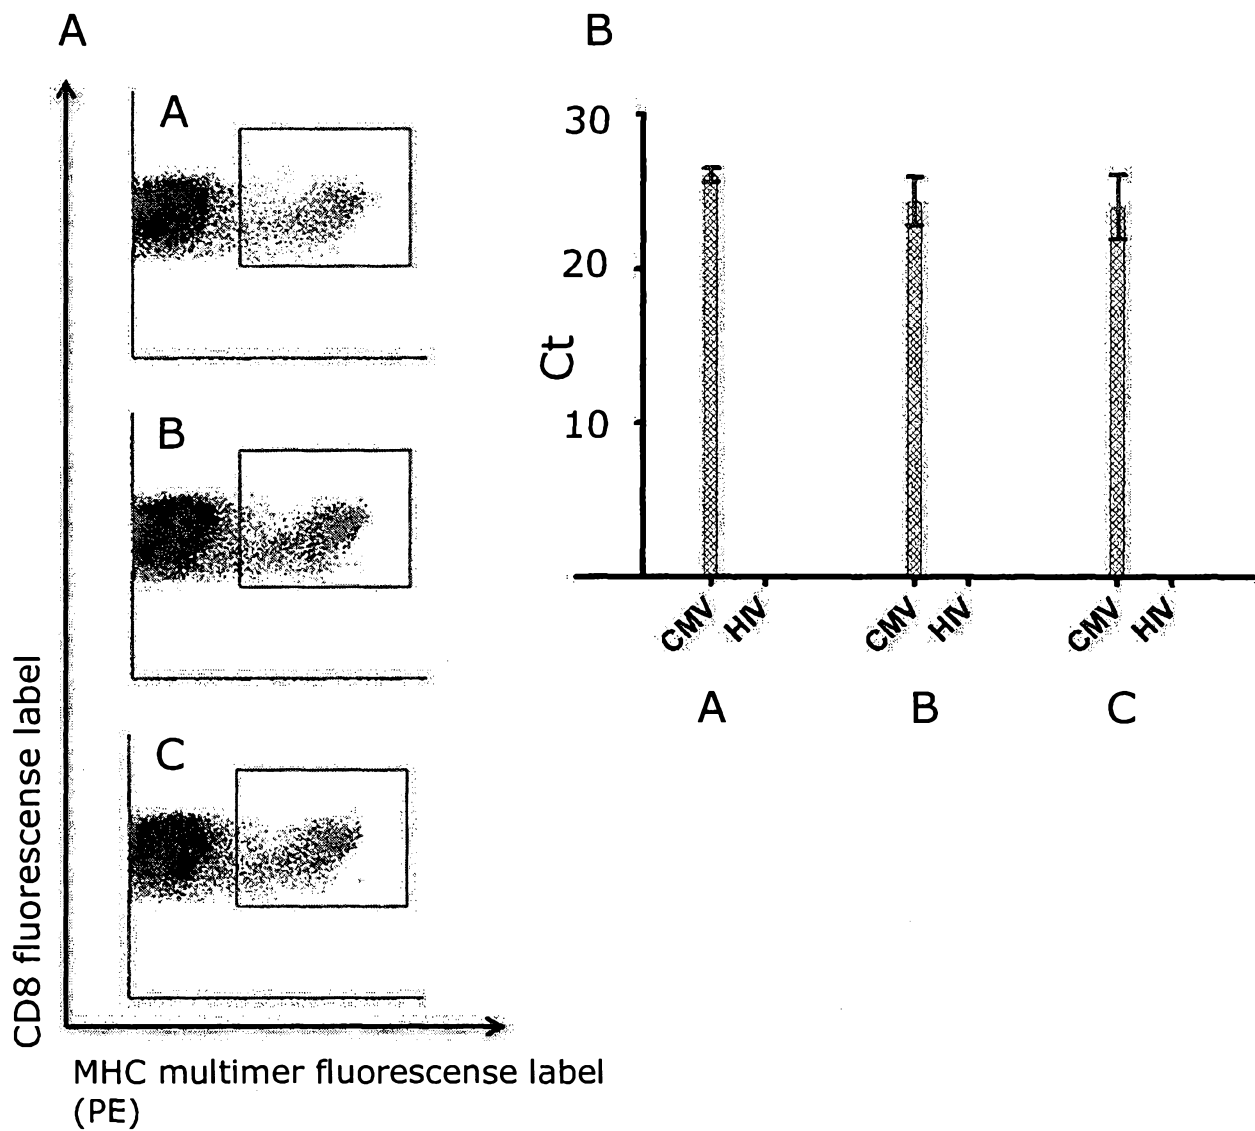 A
A
B
C
CD8 fluorescense label
MHC multimer fluorescense label
(PE)
B
30
20
10
Ct
CMV HIV CMV HIV CMV HIV
A B C